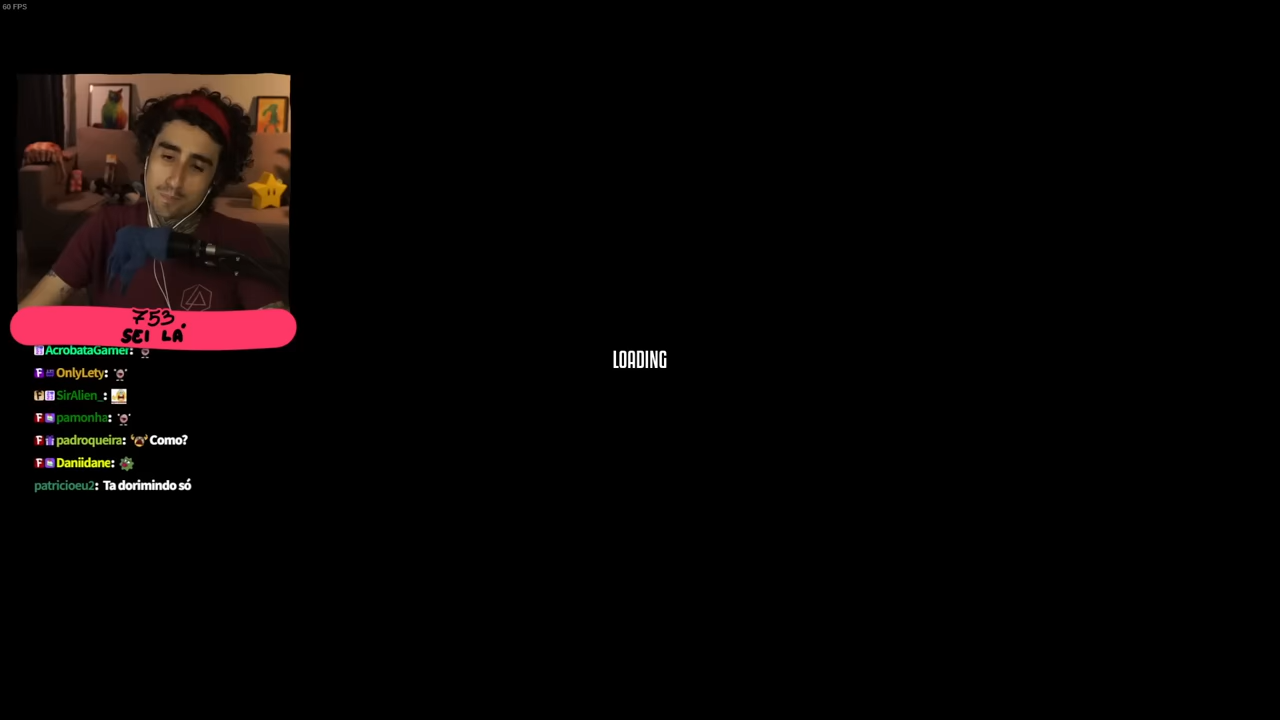 60 FPS
753
SEI LÁ
AcrobataGamer:
OnlyLety:
SirAlien_:
pamonha:
padroqueira: Como?
Daniidane:
patricioeu2: Ta dorimindo só
LOADING